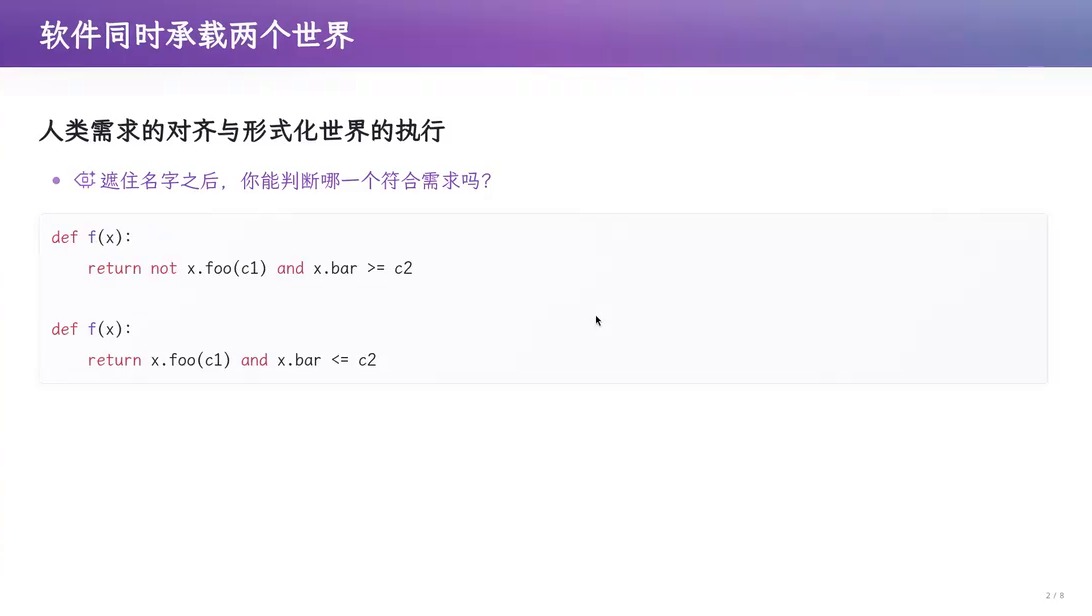 软件同时承载两个世界
人类需求的对齐与形式化世界的执行
遮住名字之后，你能判断哪一个符合需求吗？
def f(x):
    return not x.foo(c1) and x.bar >= c2
def f(x):
    return x.foo(c1) and x.bar <= c2
2 / 8